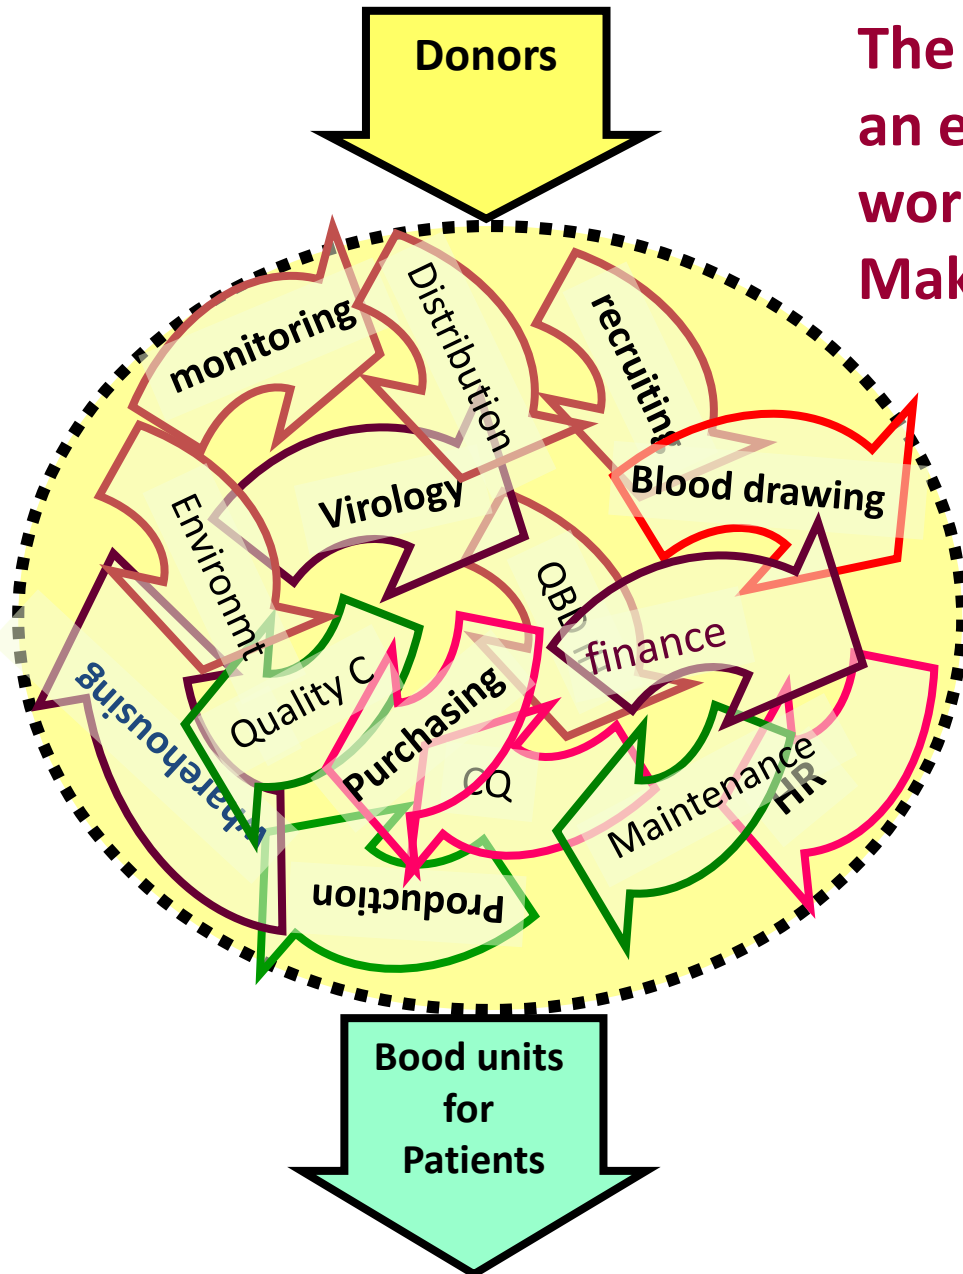 Donors
The
an e
wor
Mak
monitoring
Distribution
recruiting
Virology
Blood drawing
Environmt
QBD
finance
Wharehousing
Quality C
Purchasing
CQ
Maintenance
HR
Production
Bood units
for
Patients